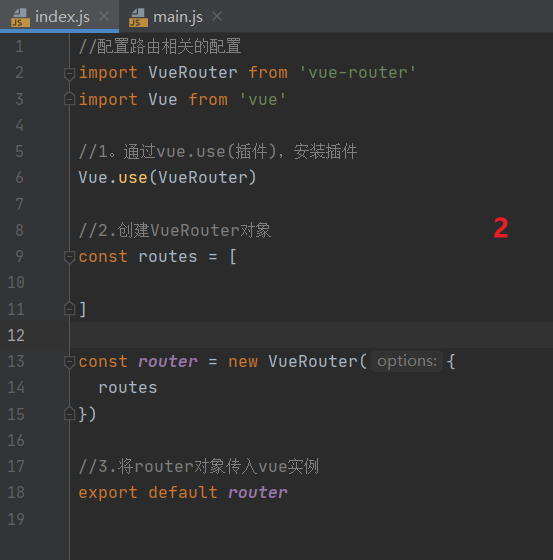 index.js main.js
1 //配置路由相关的配置
2 import VueRouter from 'vue-router'
3 import Vue from 'vue'
4
5 //1。通过vue.use(插件)，安装插件
6 Vue.use(VueRouter)
7
8 //2.创建VueRouter对象
2
9 const routes = [
10
11 ]
12
13 const router = new VueRouter( options: {
14 routes
15 })
16
17 //3.将router对象传入vue实例
18 export default router
19